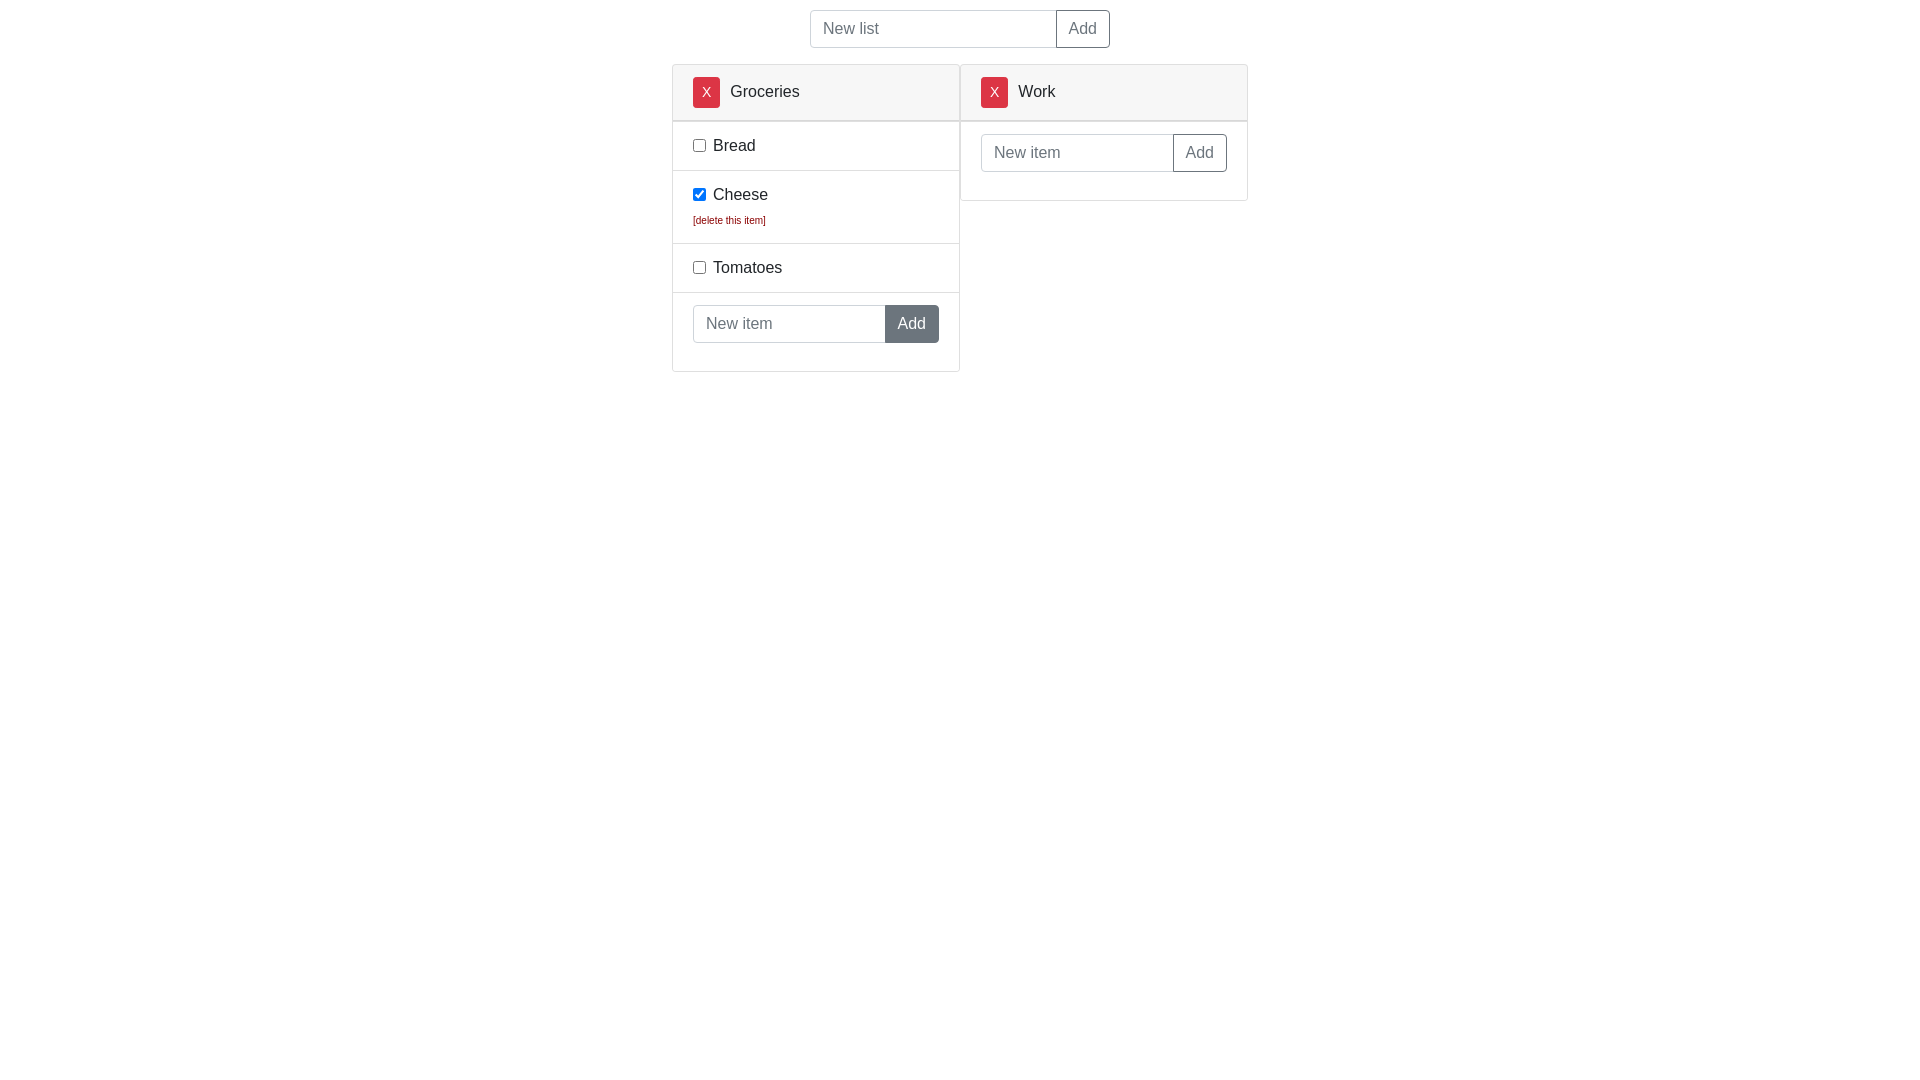 New list Add
X Groceries
Bread
Cheese
[delete this item]
Tomatoes
New item Add
X Work
New item Add